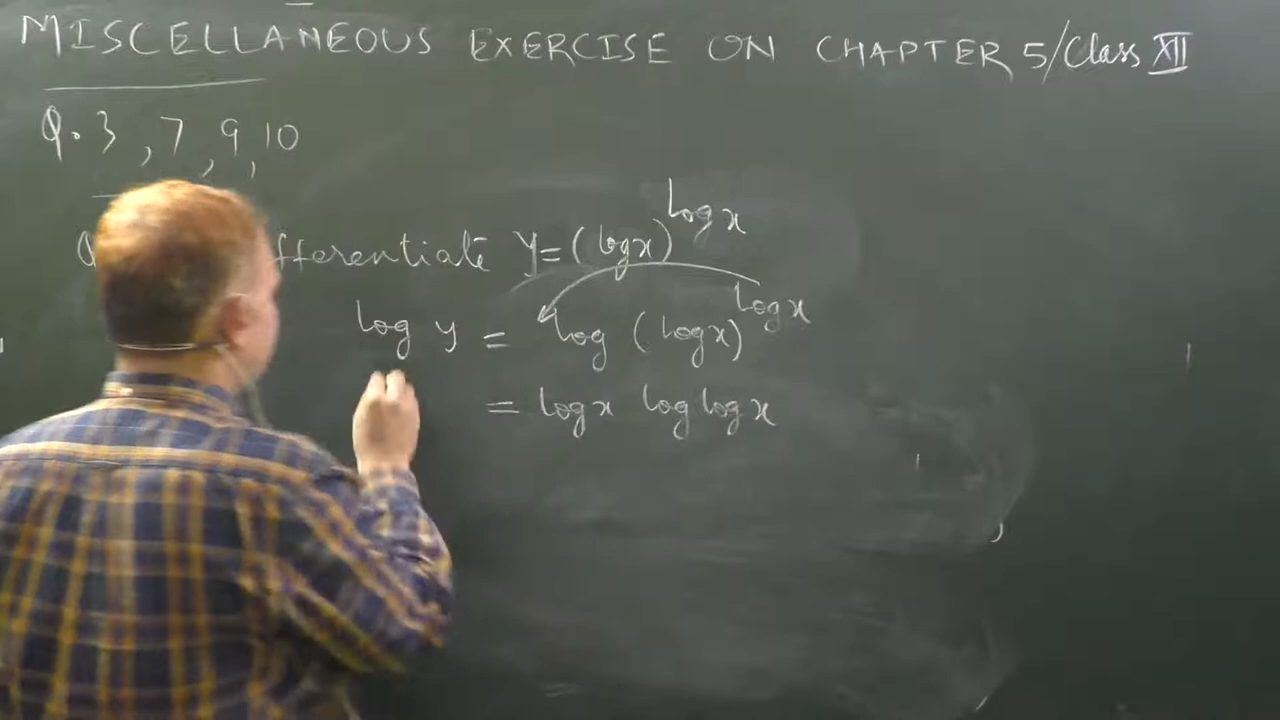 MISCELLANEOUS EXERCISE ON CHAPTER 5/Class XII
Q. 3, 7, 9, 10
fferentiate y = (log x)^log x
log y = log (log x)^log x
= log x log log x